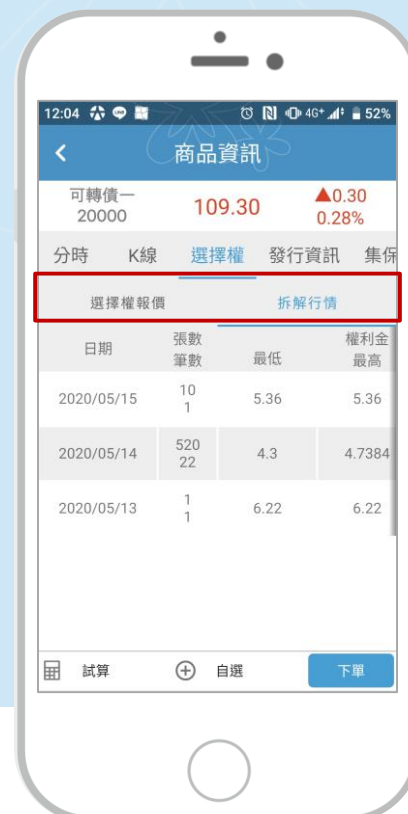 12:04 4G+ 52%
商品資訊
可轉債一 109.30 ▲0.30
20000 0.28%
分時 K線 選擇權 發行資訊 集保
選擇權報價 拆解行情
日期 張數 最低 權利金
筆數 最高
2020/05/15 10 5.36 5.36
1
2020/05/14 520 4.3 4.7384
22
2020/05/13 1 6.22 6.22
1
試算 自選 下單